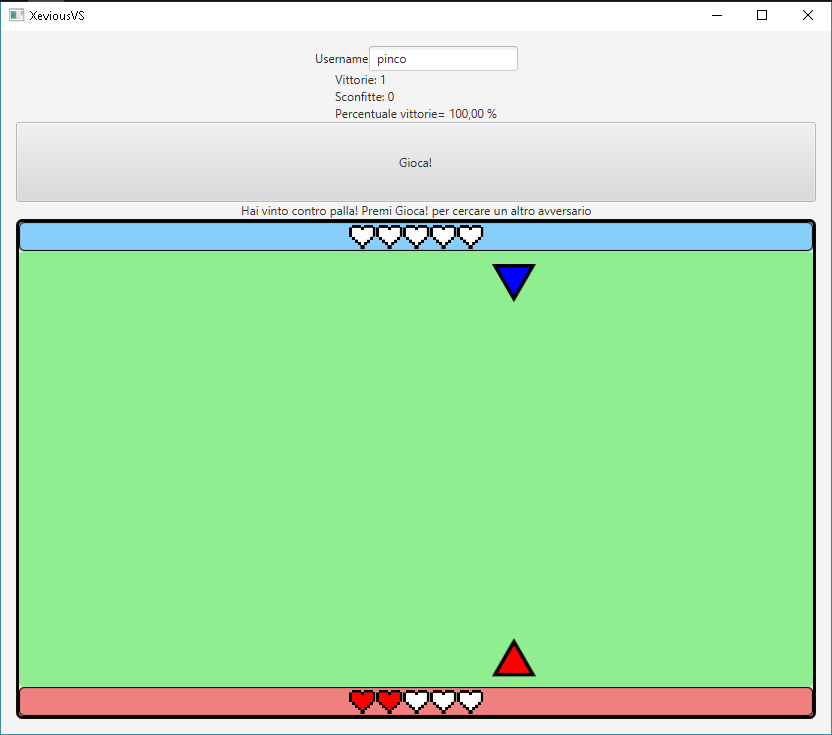 XeviousVS
Username pinco
Vittorie: 1
Sconfitte: 0
Percentuale vittorie= 100,00 %
Gioca!
Hai vinto contro palla! Premi Gioca! per cercare un altro avversario